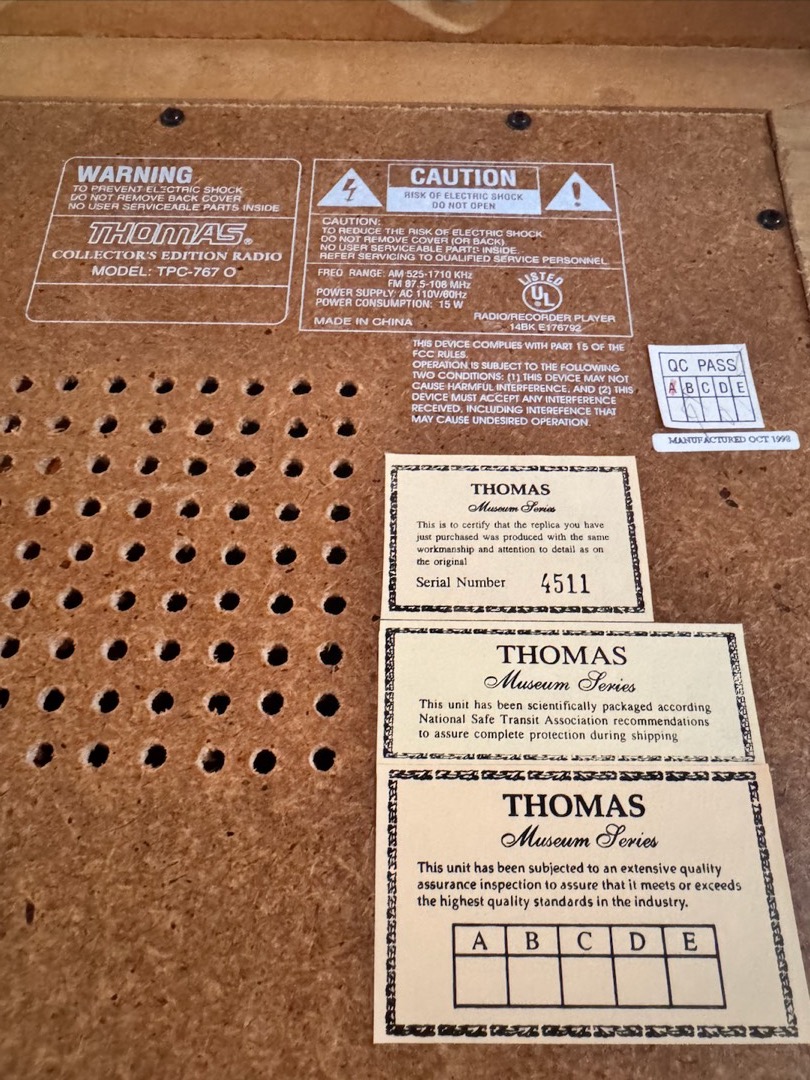 WARNING
TO PREVENT ELECTRIC SHOCK
DO NOT REMOVE BACK COVER
NO USER SERVICEABLE PARTS INSIDE
THOMAS®
COLLECTOR'S EDITION RADIO
MODEL: TPC-767 O
CAUTION
RISK OF ELECTRIC SHOCK
DO NOT OPEN
CAUTION:
TO REDUCE THE RISK OF ELECTRIC SHOCK.
DO NOT REMOVE COVER (OR BACK)
NO USER SERVICEABLE PARTS INSIDE.
REFER SERVICING TO QUALIFIED SERVICE PERSONNEL.
FREQ. RANGE: AM 525-1710 KHz
FM 87.5-108 MHz
POWER SUPPLY: AC 110V/60Hz
POWER CONSUMPTION: 15 W
MADE IN CHINA
LISTED
UL
RADIO/RECORDER PLAYER
14BK E176792
THIS DEVICE COMPLIES WITH PART 15 OF THE
FCC RULES.
OPERATION IS SUBJECT TO THE FOLLOWING
TWO CONDITIONS: (1) THIS DEVICE MAY NOT
CAUSE HARMFUL INTERFERENCE, AND (2) THIS
DEVICE MUST ACCEPT ANY INTERFERENCE
RECEIVED, INCLUDING INTEREFENCE THAT
MAY CAUSE UNDESIRED OPERATION.
QC PASS
A B C D E
MANUFACTURED OCT 1998
THOMAS
Museum Series
This is to certify that the replica you have
just purchased was produced with the same
workmanship and attention to detail as on
the original
Serial Number 4511
THOMAS
Museum Series
This unit has been scientifically packaged according
National Safe Transit Association recommendations
to assure complete protection during shipping
THOMAS
Museum Series
This unit has been subjected to an extensive quality
assurance inspection to assure that it meets or exceeds
the highest quality standards in the industry.
A B C D E